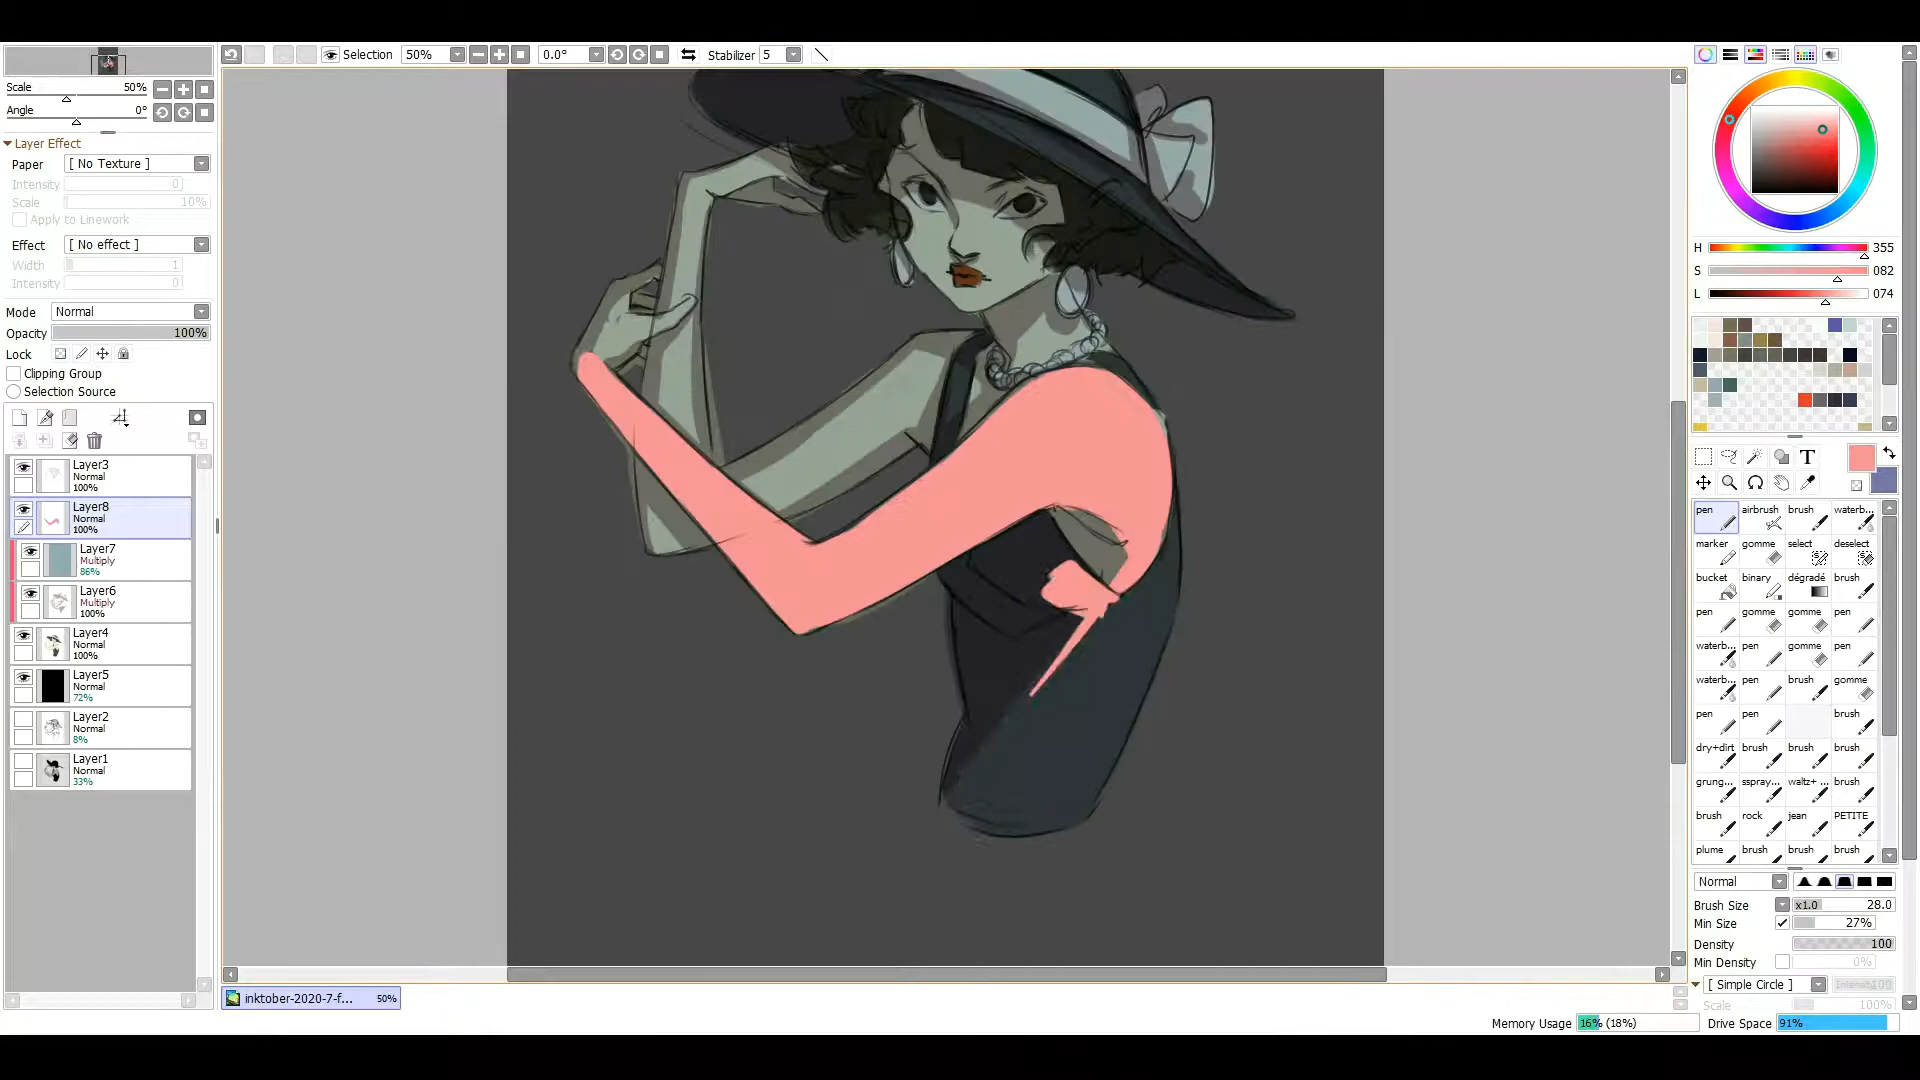 Selection 50% 0.0° Stabilizer 5
Scale 50%
Angle 0°
Layer Effect
Paper [ No Texture ]
Intensity 0
Scale 10%
Apply to Linework
Effect [ No effect ]
Width 1
Intensity 0
Mode Normal
Opacity 100%
Lock
Clipping Group
Selection Source
Layer3
Normal
100%
Layer8
Normal
100%
Layer7
Multiply
86%
Layer6
Multiply
100%
Layer4
Normal
100%
Layer5
Normal
72%
Layer2
Normal
8%
Layer1
Normal
33%
inktober-2020-7-f... 50%
H 355
S 082
L 074
T
pen airbrush brush waterb...
marker gomme select deselect
bucket binary dégradé brush
pen gomme gomme pen
waterb... pen gomme pen
waterb... pen brush gomme
pen pen brush
dry+dirt brush brush brush
grung... sspray... waltz+ ... brush
brush rock jean PETITE
plume brush brush brush
Normal
Brush Size x1.0 28.0
Min Size 27%
Density 100
Min Density 0%
[ Simple Circle ] Intensity 100
Scale 100%
Memory Usage 16% (18%) Drive Space 91%